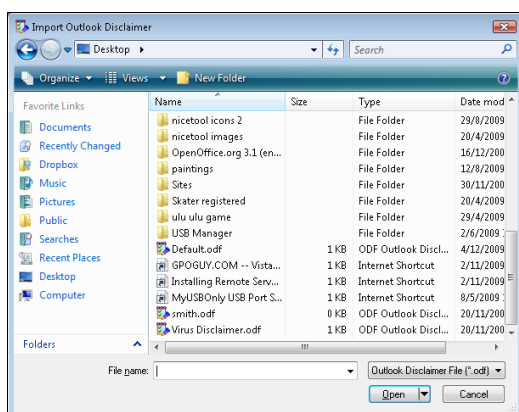 Import Outlook Disclaimer
Desktop
Search
Organize Views New Folder
Favorite Links
Documents
Recently Changed
Dropbox
Music
Pictures
Public
Searches
Recent Places
Desktop
Computer
Folders
Name Size Type Date mod
nicetool icons 2 File Folder 29/8/2009
nicetool images File Folder 20/4/2009
OpenOffice.org 3.1 (en... File Folder 16/12/200
paintings File Folder 12/8/2009
Sites File Folder 30/11/200
Skater registered File Folder 20/4/2009
ulu ulu game File Folder 29/4/2009
USB Manager File Folder 2/6/2009
Default.odf 1 KB ODF Outlook Discl... 4/12/2009
GPOGUY.COM -- Vista... 1 KB Internet Shortcut 2/11/2009
Installing Remote Serv... 1 KB Internet Shortcut 2/11/2009
MyUSBOnly USB Port S... 1 KB Internet Shortcut 8/5/2009
smith.odf 0 KB ODF Outlook Discl... 20/11/200
Virus Disclaimer.odf 1 KB ODF Outlook Discl... 20/11/200
File name:
Outlook Disclaimer File (*.odf)
Open Cancel